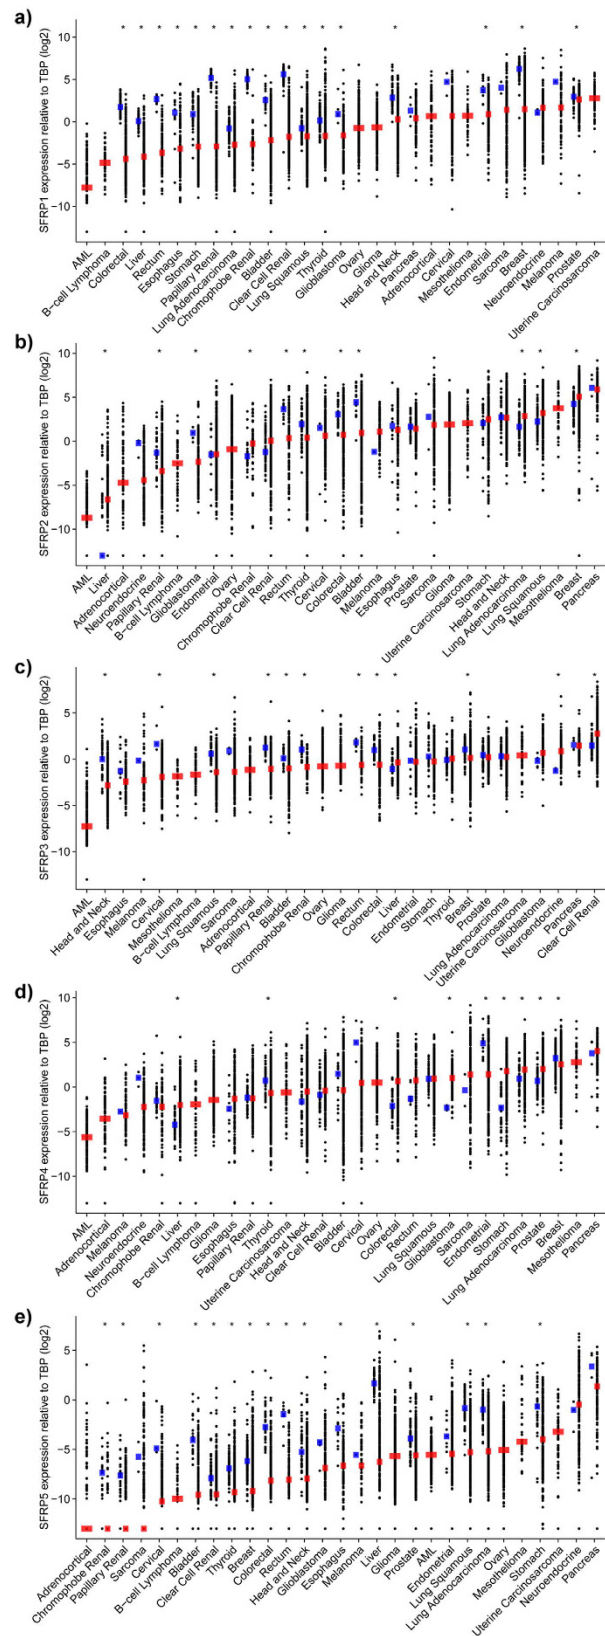 a)
SFRP1 expression relative to TBP (log2)
10
5
0
−5
−10
* * * * * * * * * * * * * * * * *
AML
B-cell Lymphoma
Colorectal
Liver
Rectum
Esophagus
Stomach
Papillary Renal
Lung Adenocarcinoma
Chromophobe Renal
Bladder
Clear Cell Renal
Lung Squamous
Thyroid
Glioblastoma
Ovary
Glioma
Head and Neck
Pancreas
Adrenocortical
Cervical
Mesothelioma
Endometrial
Sarcoma
Breast
Neuroendocrine
Melanoma
Prostate
Uterine Carcinosarcoma
b)
SFRP2 expression relative to TBP (log2)
10
5
0
−5
−10
* * * * * * * * * * *
AML
Liver
Adrenocortical
Neuroendocrine
Papillary Renal
B-cell Lymphoma
Glioblastoma
Endometrial
Ovary
Chromophobe Renal
Clear Cell Renal
Rectum
Thyroid
Cervical
Colorectal
Bladder
Melanoma
Esophagus
Prostate
Sarcoma
Glioma
Uterine Carcinosarcoma
Stomach
Head and Neck
Lung Adenocarcinoma
Lung Squamous
Mesothelioma
Breast
Pancreas
c)
SFRP3 expression relative to TBP (log2)
5
0
−5
−10
* * * * * * * * * * * *
AML
Head and Neck
Esophagus
Melanoma
Cervical
Mesothelioma
B-cell Lymphoma
Lung Squamous
Sarcoma
Adrenocortical
Papillary Renal
Bladder
Chromophobe Renal
Ovary
Glioma
Rectum
Colorectal
Liver
Endometrial
Stomach
Thyroid
Breast
Prostate
Lung Adenocarcinoma
Uterine Carcinosarcoma
Glioblastoma
Neuroendocrine
Pancreas
Clear Cell Renal
d)
SFRP4 expression relative to TBP (log2)
10
5
0
−5
−10
* * * * * * * * *
AML
Adrenocortical
Melanoma
Neuroendocrine
Chromophobe Renal
Liver
B-cell Lymphoma
Glioma
Esophagus
Papillary Renal
Thyroid
Uterine Carcinosarcoma
Head and Neck
Clear Cell Renal
Bladder
Cervical
Ovary
Colorectal
Rectum
Lung Squamous
Glioblastoma
Sarcoma
Endometrial
Stomach
Lung Adenocarcinoma
Prostate
Breast
Mesothelioma
Pancreas
e)
SFRP5 expression relative to TBP (log2)
5
0
−5
−10
* * * * * * * * * * * * * * * *
Adrenocortical
Chromophobe Renal
Papillary Renal
Sarcoma
Cervical
B-cell Lymphoma
Bladder
Clear Cell Renal
Thyroid
Breast
Colorectal
Rectum
Head and Neck
Glioblastoma
Esophagus
Melanoma
Liver
Glioma
Prostate
AML
Endometrial
Lung Squamous
Lung Adenocarcinoma
Ovary
Mesothelioma
Stomach
Uterine Carcinosarcoma
Neuroendocrine
Pancreas